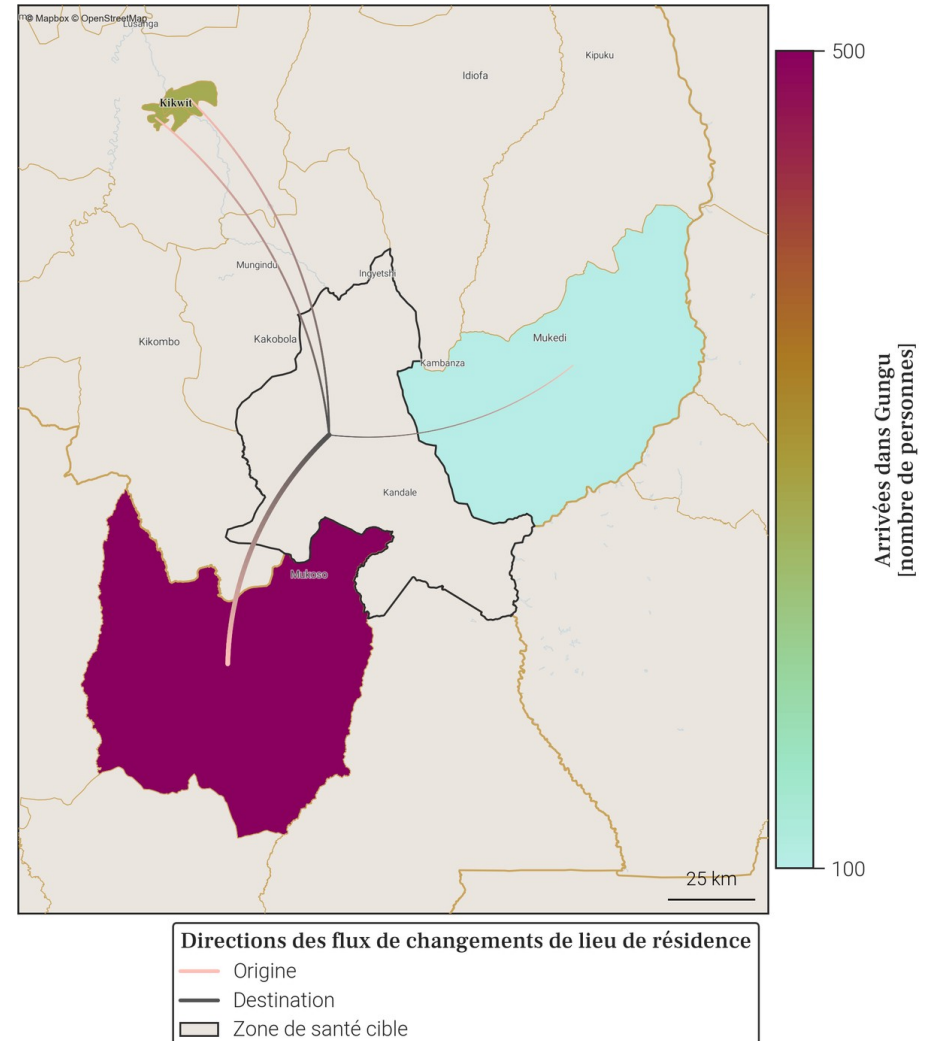 © Mapbox © OpenStreetMap
Lusanga
Kipuku
Idiofa
Kikwit
Mungindu
Ingyetshi
Mukedi
Kakobola
Kikombo
Kambanza
Kandale
Mukoso
25 km
500
100
Arrivées dans Gungu
[nombre de personnes]
Directions des flux de changements de lieu de résidence
Origine
Destination
Zone de santé cible